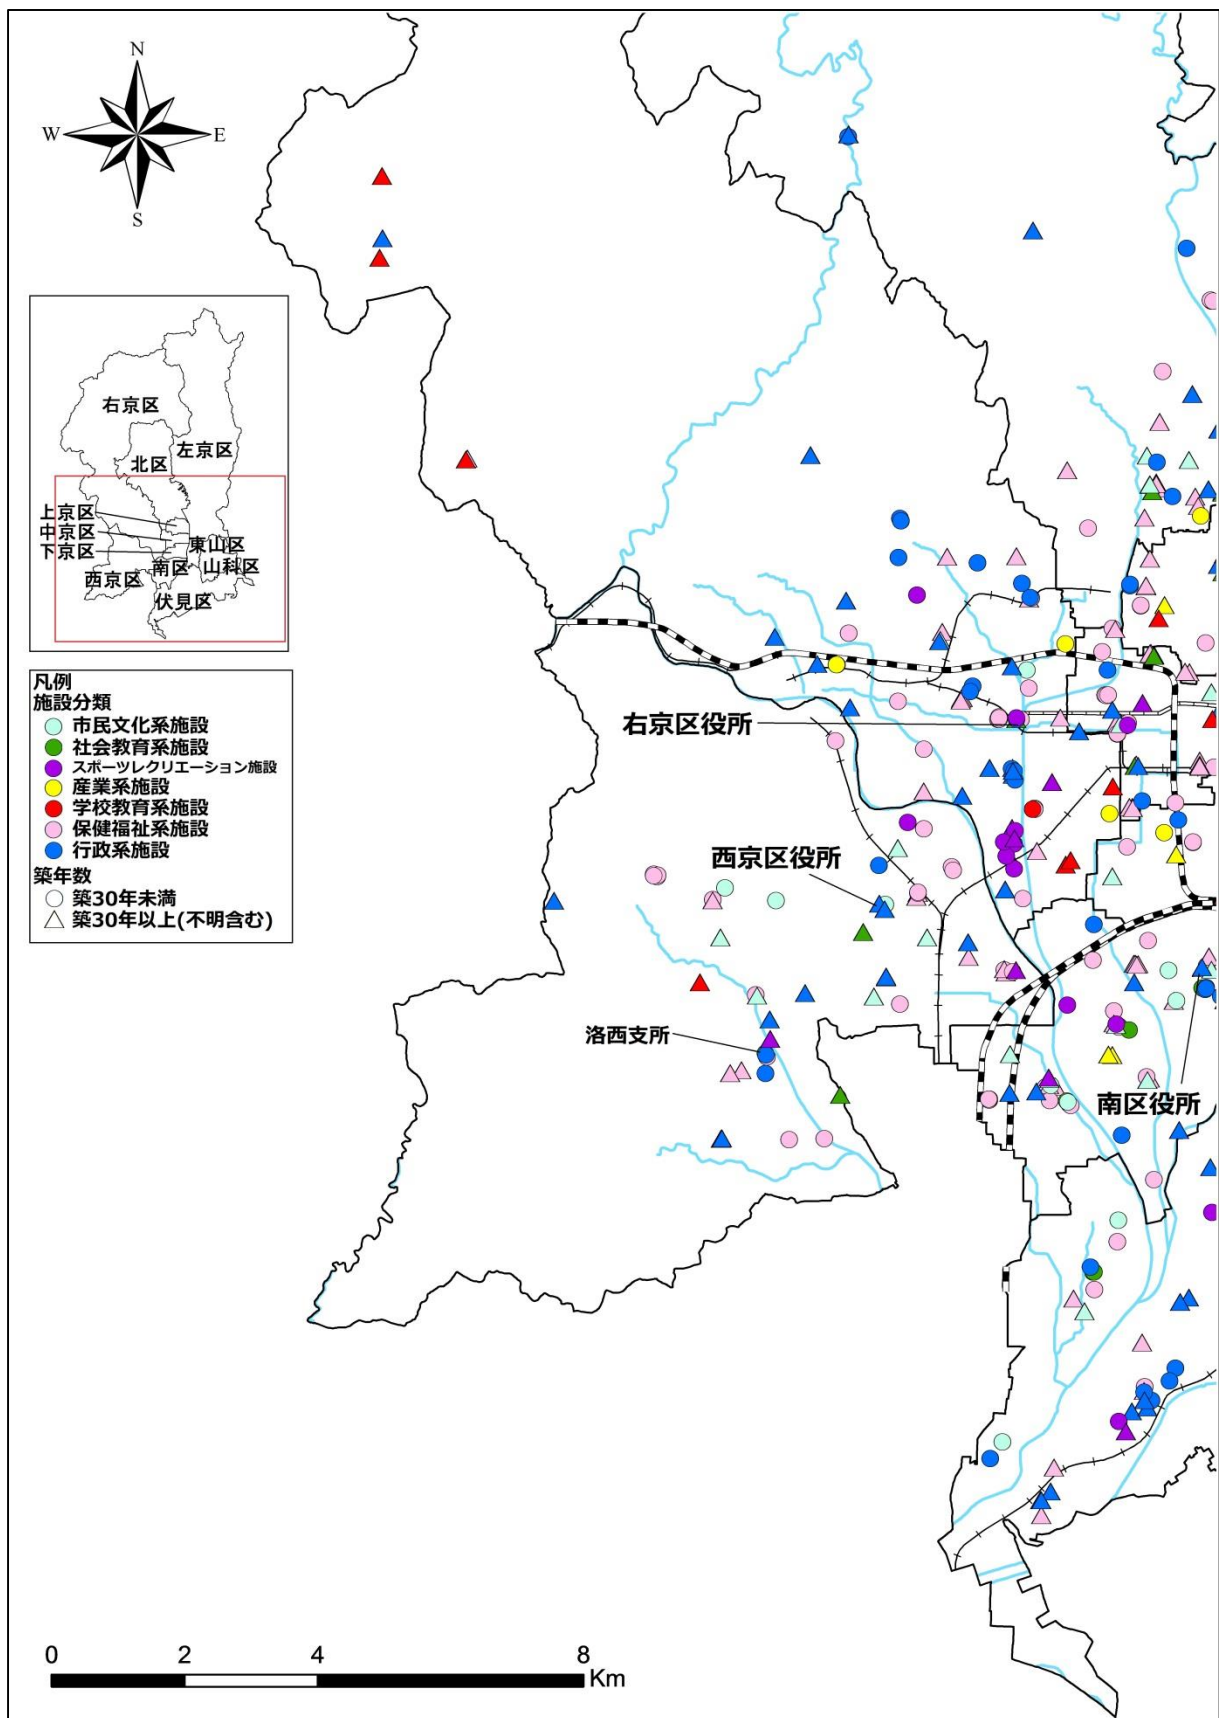 N
W
E
S
右京区
左京区
北区
上京区
中京区
東山区
下京区
南区
山科区
西京区
伏見区
凡例
施設分類
市民文化系施設
社会教育系施設
スポーツレクリエーション施設
産業系施設
学校教育系施設
保健福祉系施設
行政系施設
築年数
築30年未満
築30年以上(不明含む)
右京区役所
西京区役所
洛西支所
南区役所
0 2 4 8
Km